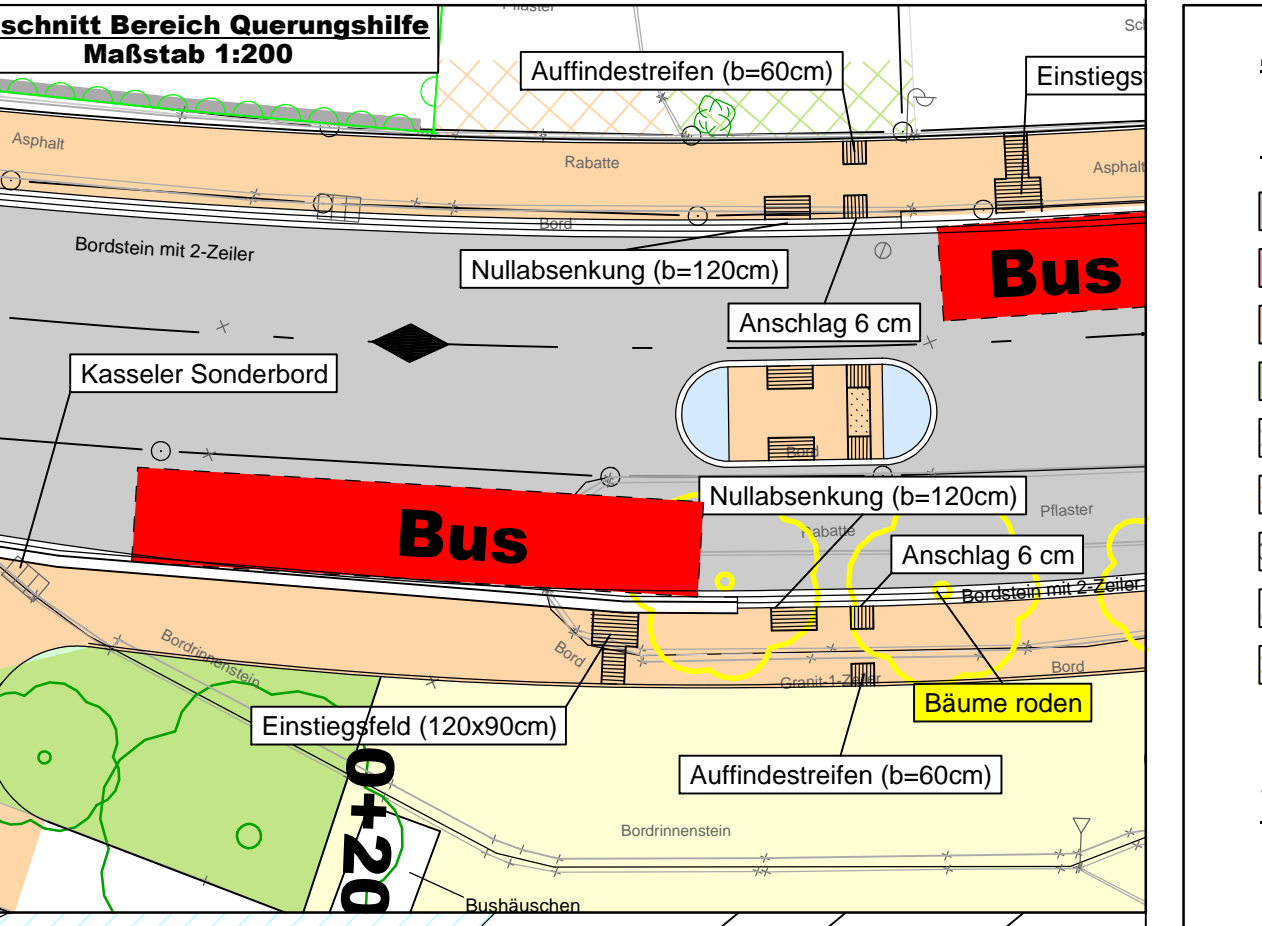 schnitt Bereich Querungshilfe
Maßstab 1:200
Pflaster
Auffindestreifen (b=60cm)
Asphalt
Rabatte
Asphalt
Bord
Bordstein mit 2-Zeiler
Nullabsenkung (b=120cm)
Bus
Anschlag 6 cm
Kasseler Sonderbord
Bord
Nullabsenkung (b=120cm)
Pflaster
Rabatte
Bus
Anschlag 6 cm
Bordstein mit 2-Zeiler
Bordrinnenstein
Bord
Bord
Granit-1-Zeiler
Bäume roden
Einstiegsfeld (120x90cm)
Auffindestreifen (b=60cm)
0+20
Bordrinnenstein
Bushäuschen